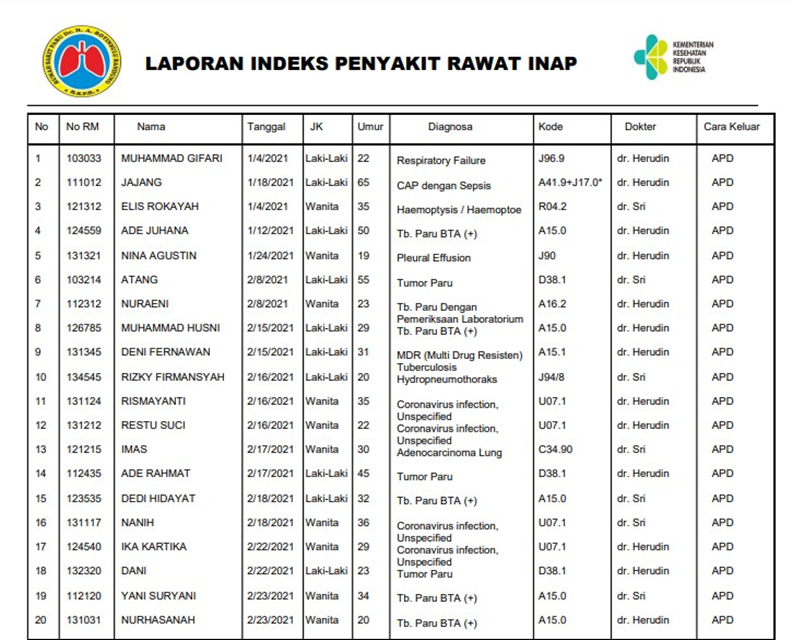 RUMAH SAKIT PARU Dr. H. A. ROTINSULU BANDUNG
R.S.P.R.
LAPORAN INDEKS PENYAKIT RAWAT INAP
KEMENTERIAN
KESEHATAN
REPUBLIK
INDONESIA
No No RM Nama Tanggal JK Umur Diagnosa Kode Dokter Cara Keluar
1 103033 MUHAMMAD GIFARI 1/4/2021 Laki-Laki 22 Respiratory Failure J96.9 dr. Herudin APD
2 111012 JAJANG 1/18/2021 Laki-Laki 65 CAP dengan Sepsis A41.9+J17.0* dr. Herudin APD
3 121312 ELIS ROKAYAH 1/4/2021 Wanita 35 Haemoptysis / Haemoptoe R04.2 dr. Sri APD
4 124559 ADE JUHANA 1/12/2021 Laki-Laki 50 Tb. Paru BTA (+) A15.0 dr. Herudin APD
5 131321 NINA AGUSTIN 1/24/2021 Wanita 19 Pleural Effusion J90 dr. Herudin APD
6 103214 ATANG 2/8/2021 Laki-Laki 55 Tumor Paru D38.1 dr. Sri APD
7 112312 NURAENI 2/8/2021 Wanita 23 Tb. Paru Dengan A16.2 dr. Herudin APD
Pemeriksaan Laboratorium
8 126785 MUHAMMAD HUSNI 2/15/2021 Laki-Laki 29 Tb. Paru BTA (+) A15.0 dr. Herudin APD
9 131345 DENI FERNAWAN 2/15/2021 Laki-Laki 31 MDR (Multi Drug Resisten) A15.1 dr. Herudin APD
Tuberculosis
10 134545 RIZKY FIRMANSYAH 2/16/2021 Laki-Laki 20 Hydropneumothoraks J94/8 dr. Sri APD
11 131124 RISMAYANTI 2/16/2021 Wanita 35 Coronavirus infection, U07.1 dr. Herudin APD
Unspecified
12 131212 RESTU SUCI 2/16/2021 Wanita 22 Coronavirus infection, U07.1 dr. Herudin APD
Unspecified
13 121215 IMAS 2/17/2021 Wanita 30 Adenocarcinoma Lung C34.90 dr. Sri APD
14 112435 ADE RAHMAT 2/17/2021 Laki-Laki 45 Tumor Paru D38.1 dr. Herudin APD
15 123535 DEDI HIDAYAT 2/18/2021 Laki-Laki 32 Tb. Paru BTA (+) A15.0 dr. Sri APD
16 131117 NANIH 2/18/2021 Wanita 36 Coronavirus infection, U07.1 dr. Sri APD
Unspecified
17 124540 IKA KARTIKA 2/22/2021 Wanita 29 Coronavirus infection, U07.1 dr. Herudin APD
Unspecified
18 132320 DANI 2/22/2021 Laki-Laki 23 Tumor Paru D38.1 dr. Herudin APD
19 112120 YANI SURYANI 2/23/2021 Wanita 34 Tb. Paru BTA (+) A15.0 dr. Sri APD
20 131031 NURHASANAH 2/23/2021 Wanita 20 Tb. Paru BTA (+) A15.0 dr. Herudin APD